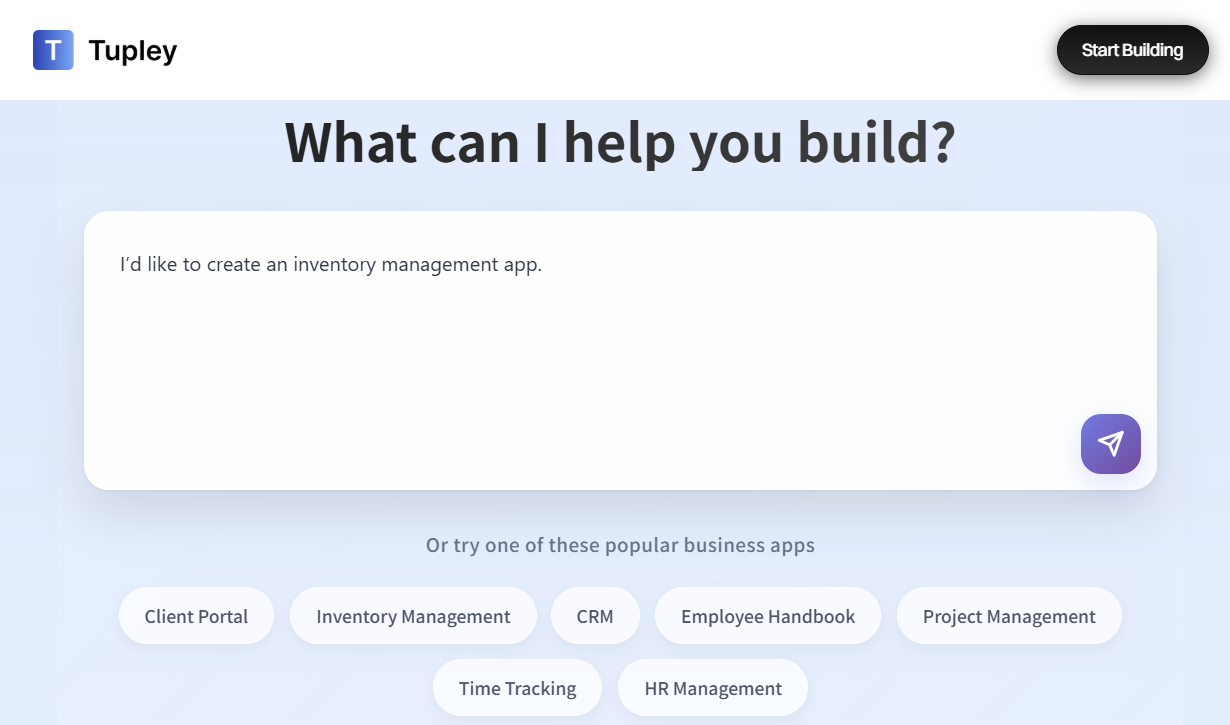 T Tupley
Start Building
What can I help you build?
I'd like to create an inventory management app.
Or try one of these popular business apps
Client Portal
Inventory Management
CRM
Employee Handbook
Project Management
Time Tracking
HR Management